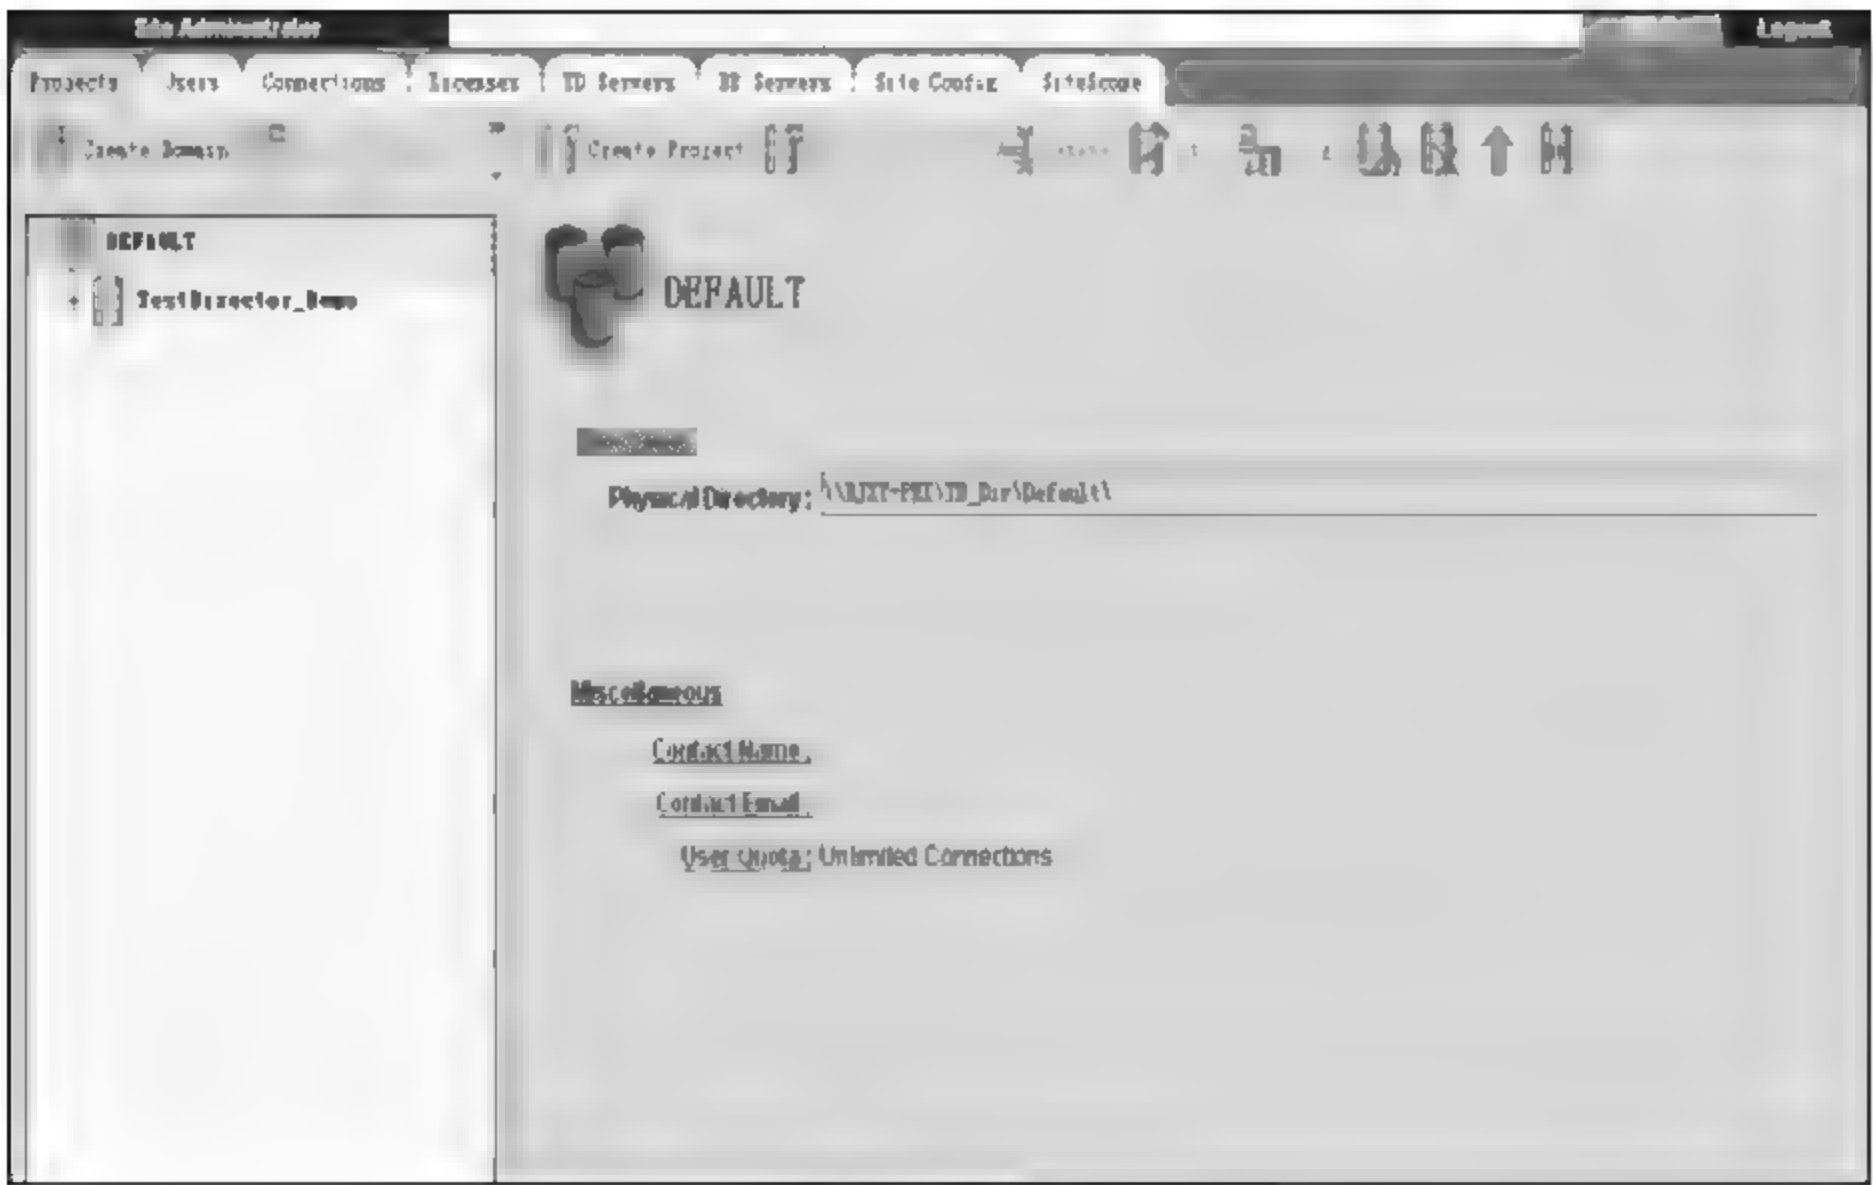 Site Administrator
Logout
Projects Users Connections Licenses TD Servers DB Servers Site Config SiteScope
Create Domain Create Project
DEFAULT
TestDirector_Demo
DEFAULT
Physical Directory:
Miscellaneous
Contact Name
Contact Email
User Quota: Unlimited Connections